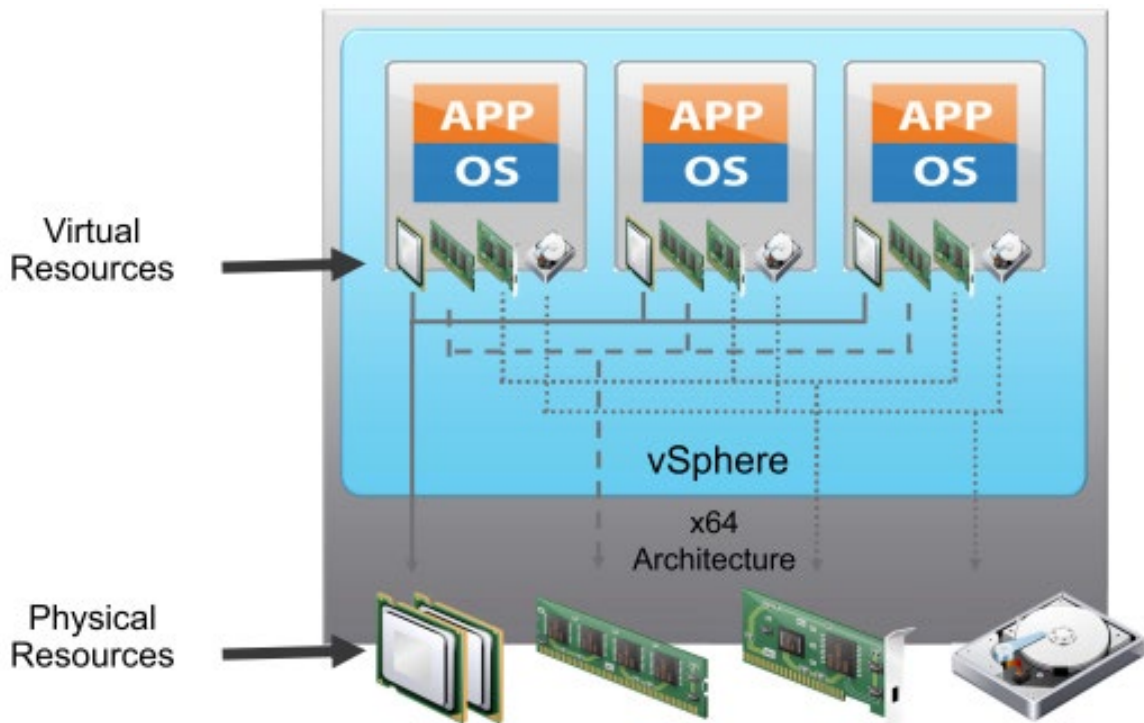 APP
OS
APP
OS
APP
OS
Virtual
Resources
vSphere
x64
Architecture
Physical
Resources